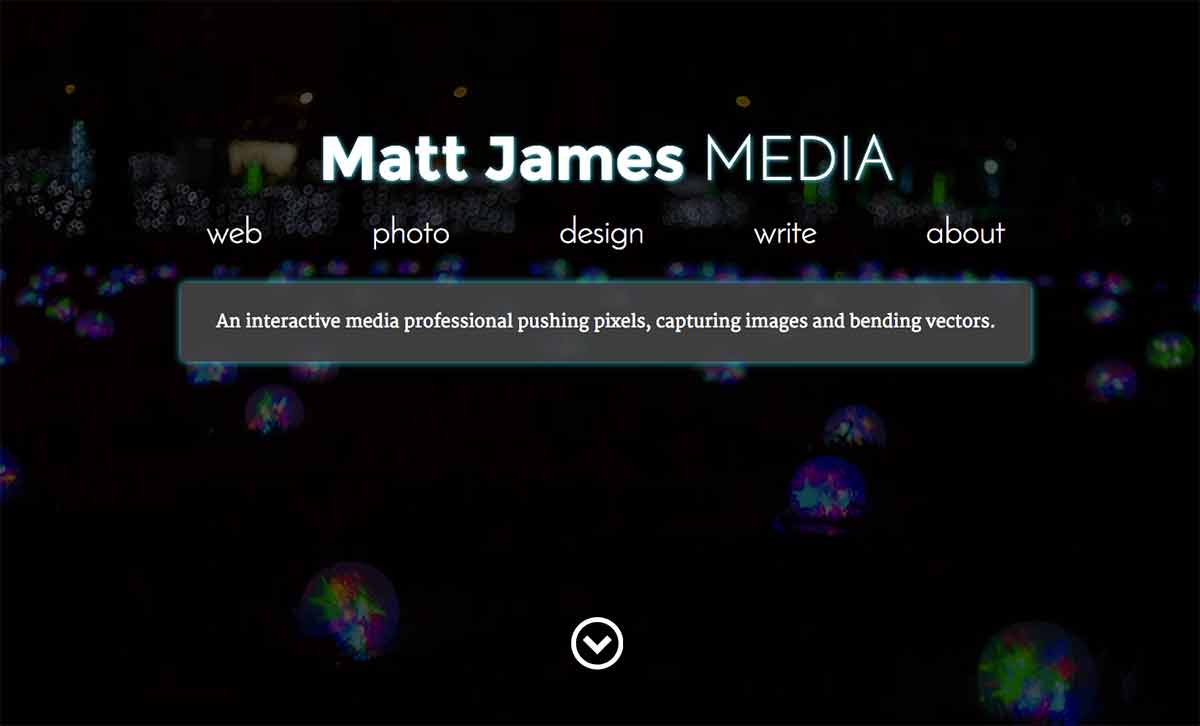 Matt James MEDIA
web photo design write about
An interactive media professional pushing pixels, capturing images and bending vectors.